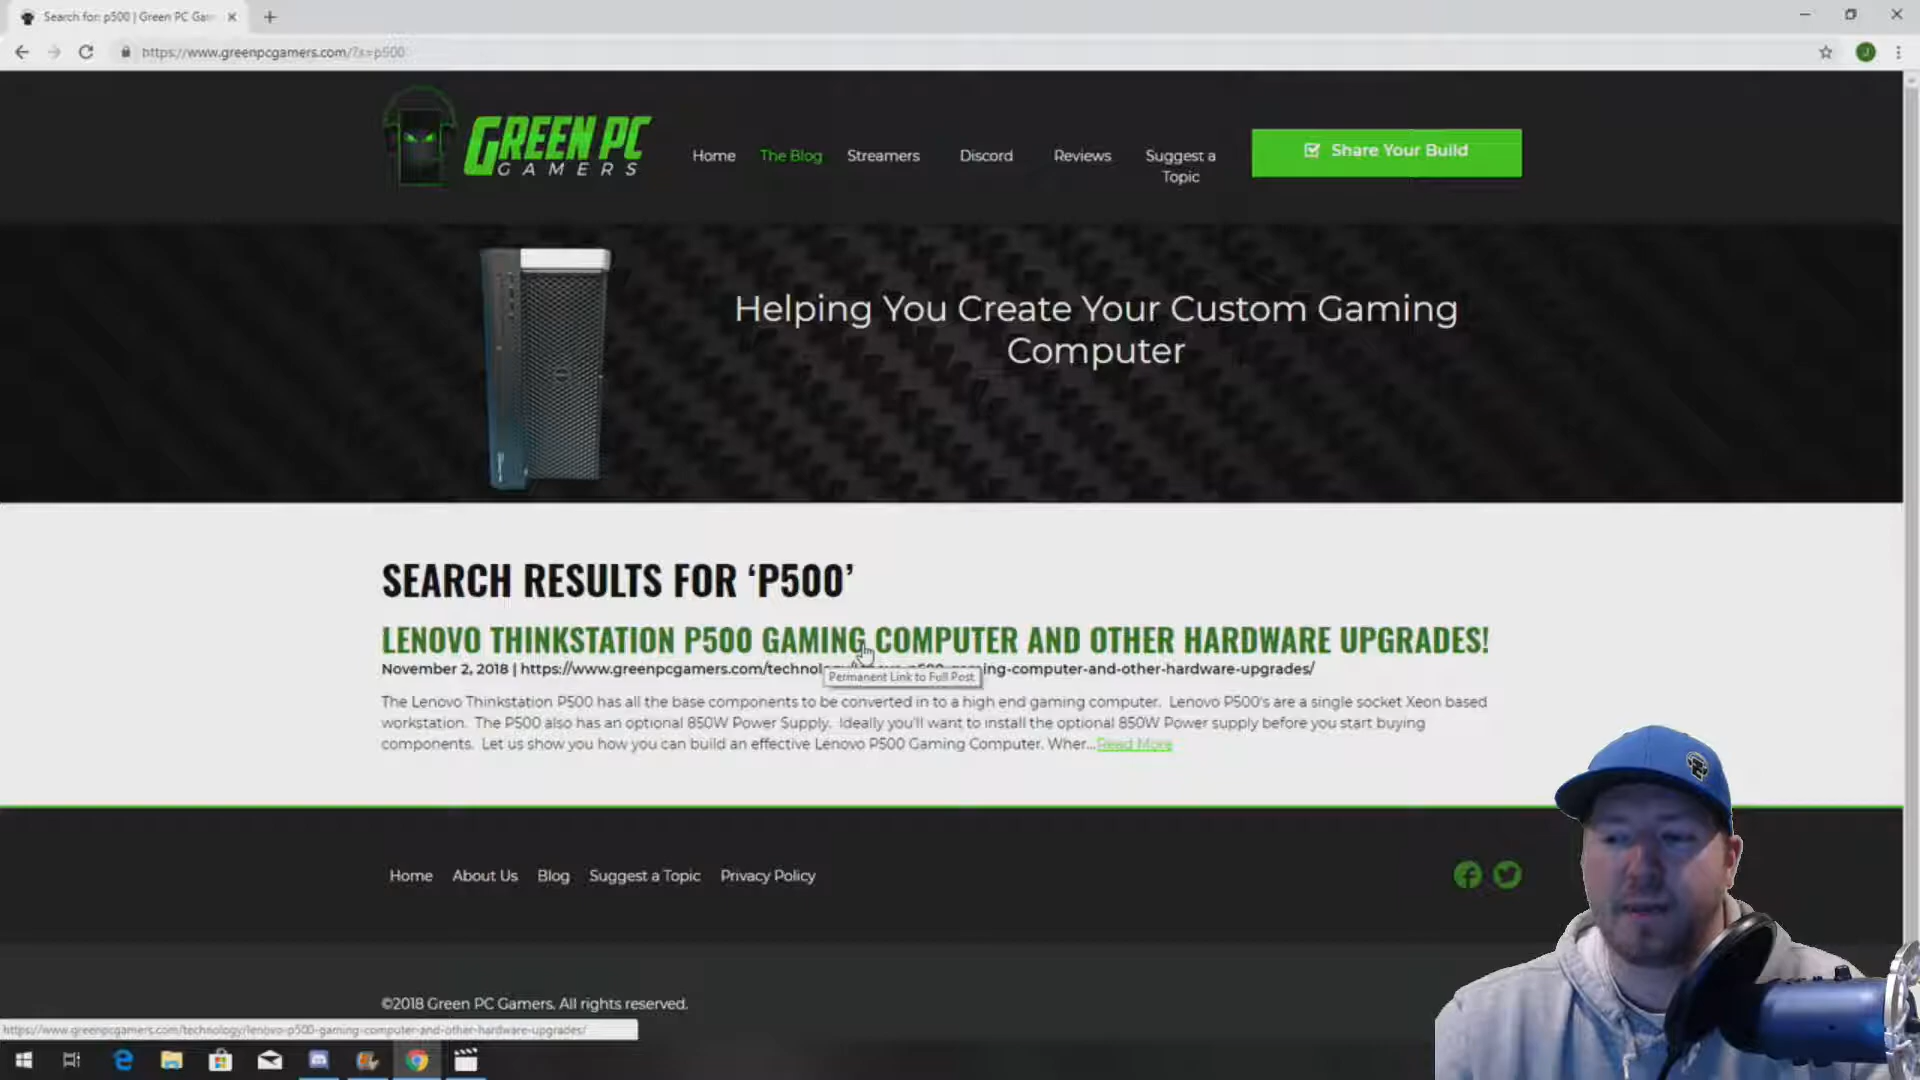 Search for: p500 | Green PC Gam
https://www.greenpcgamers.com/?s=p500
J
GREEN PC
GAMERS
Home
The Blog
Streamers
Discord
Reviews
Suggest a
Topic
Share Your Build
Helping You Create Your Custom Gaming
Computer
SEARCH RESULTS FOR ‘P500’
LENOVO THINKSTATION P500 GAMING COMPUTER AND OTHER HARDWARE UPGRADES!
November 2, 2018 | https://www.greenpcgamers.com/technology/lenovo-p500-gaming-computer-and-other-hardware-upgrades/
Permanent Link to Full Post
The Lenovo Thinkstation P500 has all the base components to be converted in to a high end gaming computer. Lenovo P500's are a single socket Xeon based
workstation. The P500 also has an optional 850W Power Supply. Ideally you'll want to install the optional 850W Power supply before you start buying
components. Let us show you how you can build an effective Lenovo P500 Gaming Computer. Wher...Read More
Home About Us Blog Suggest a Topic Privacy Policy
©2018 Green PC Gamers. All rights reserved.
https://www.greenpcgamers.com/technology/lenovo-p500-gaming-computer-and-other-hardware-upgrades/